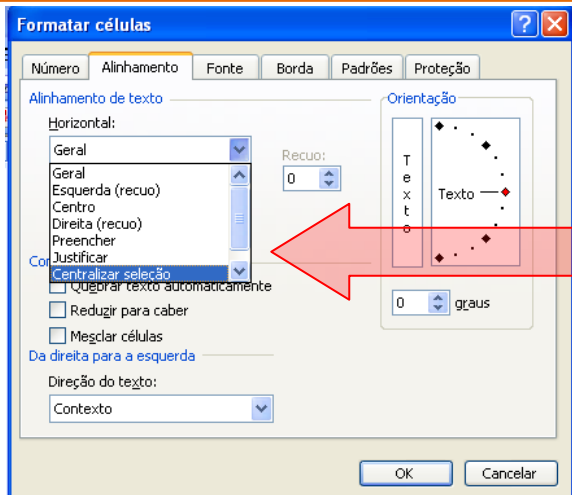 Formatar células
Número Alinhamento Fonte Borda Padrões Proteção
Alinhamento de texto
Horizontal:
Geral
Recuo:
0
Geral
Esquerda (recuo)
Centro
Direita (recuo)
Preencher
Justificar
Centralizar seleção
Co
Quebrar texto automaticamente
Reduzir para caber
Mesclar células
Da direita para a esquerda
Direção do texto:
Contexto
Orientação
Texto
Texto
0 graus
OK Cancelar